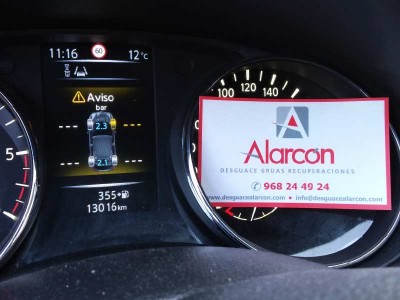 11:16 60 12°C
Aviso
bar
2.3
2.1
355
13016 km
5
100 120 140
Alarcón
DESGUACE GRUAS RECUPERACIONES
968 24 49 24
www.desguacealarcon.com • info@desguacealarcon.com